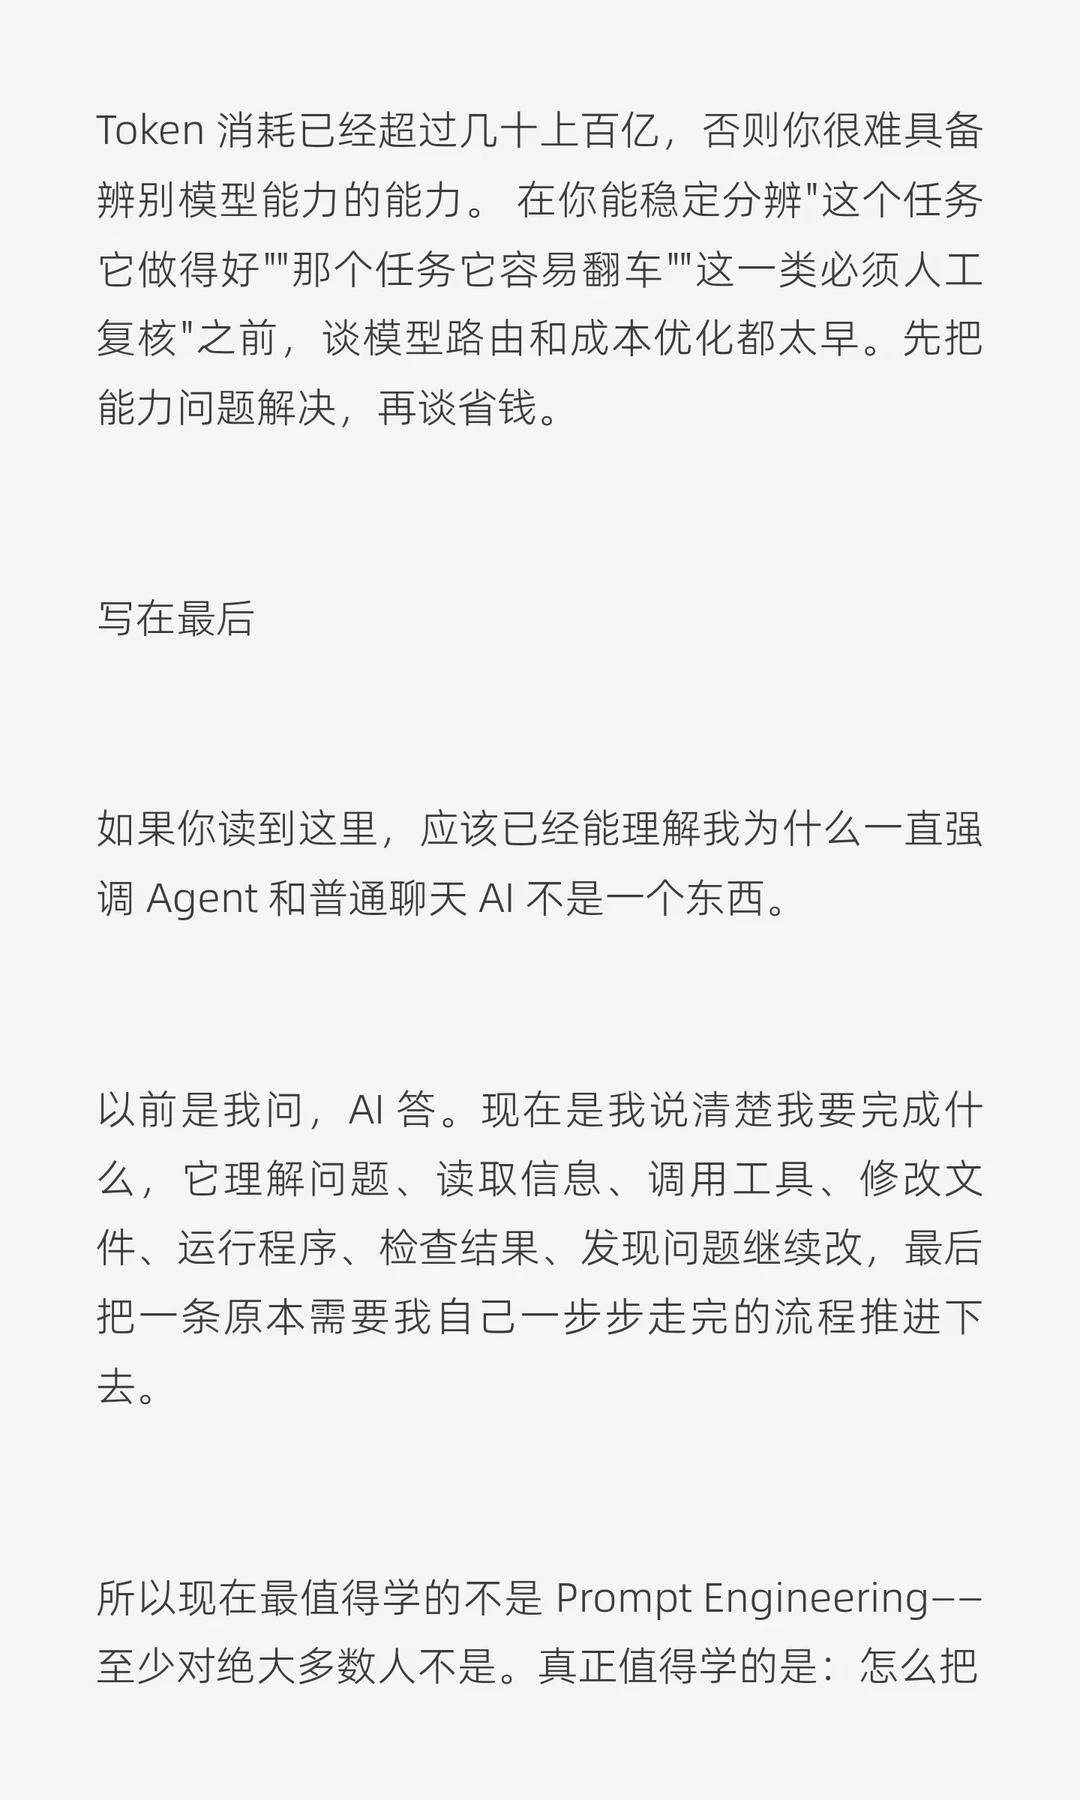 Token 消耗已经超过几十上百亿，否则你很难具备
辨别模型能力的能力。 在你能稳定分辨"这个任务
它做得好""那个任务它容易翻车""这一类必须人工
复核"之前，谈模型路由和成本优化都太早。先把
能力问题解决，再谈省钱。
写在最后
如果你读到这里，应该已经能理解我为什么一直强
调 Agent 和普通聊天 AI 不是一个东西。
以前是我问，AI 答。现在是我说清楚我要完成什
么，它理解问题、读取信息、调用工具、修改文
件、运行程序、检查结果、发现问题继续改，最后
把一条原本需要我自己一步步走完的流程推进下
去。
所以现在最值得学的不是 Prompt Engineering——
至少对绝大多数人不是。真正值得学的是：怎么把